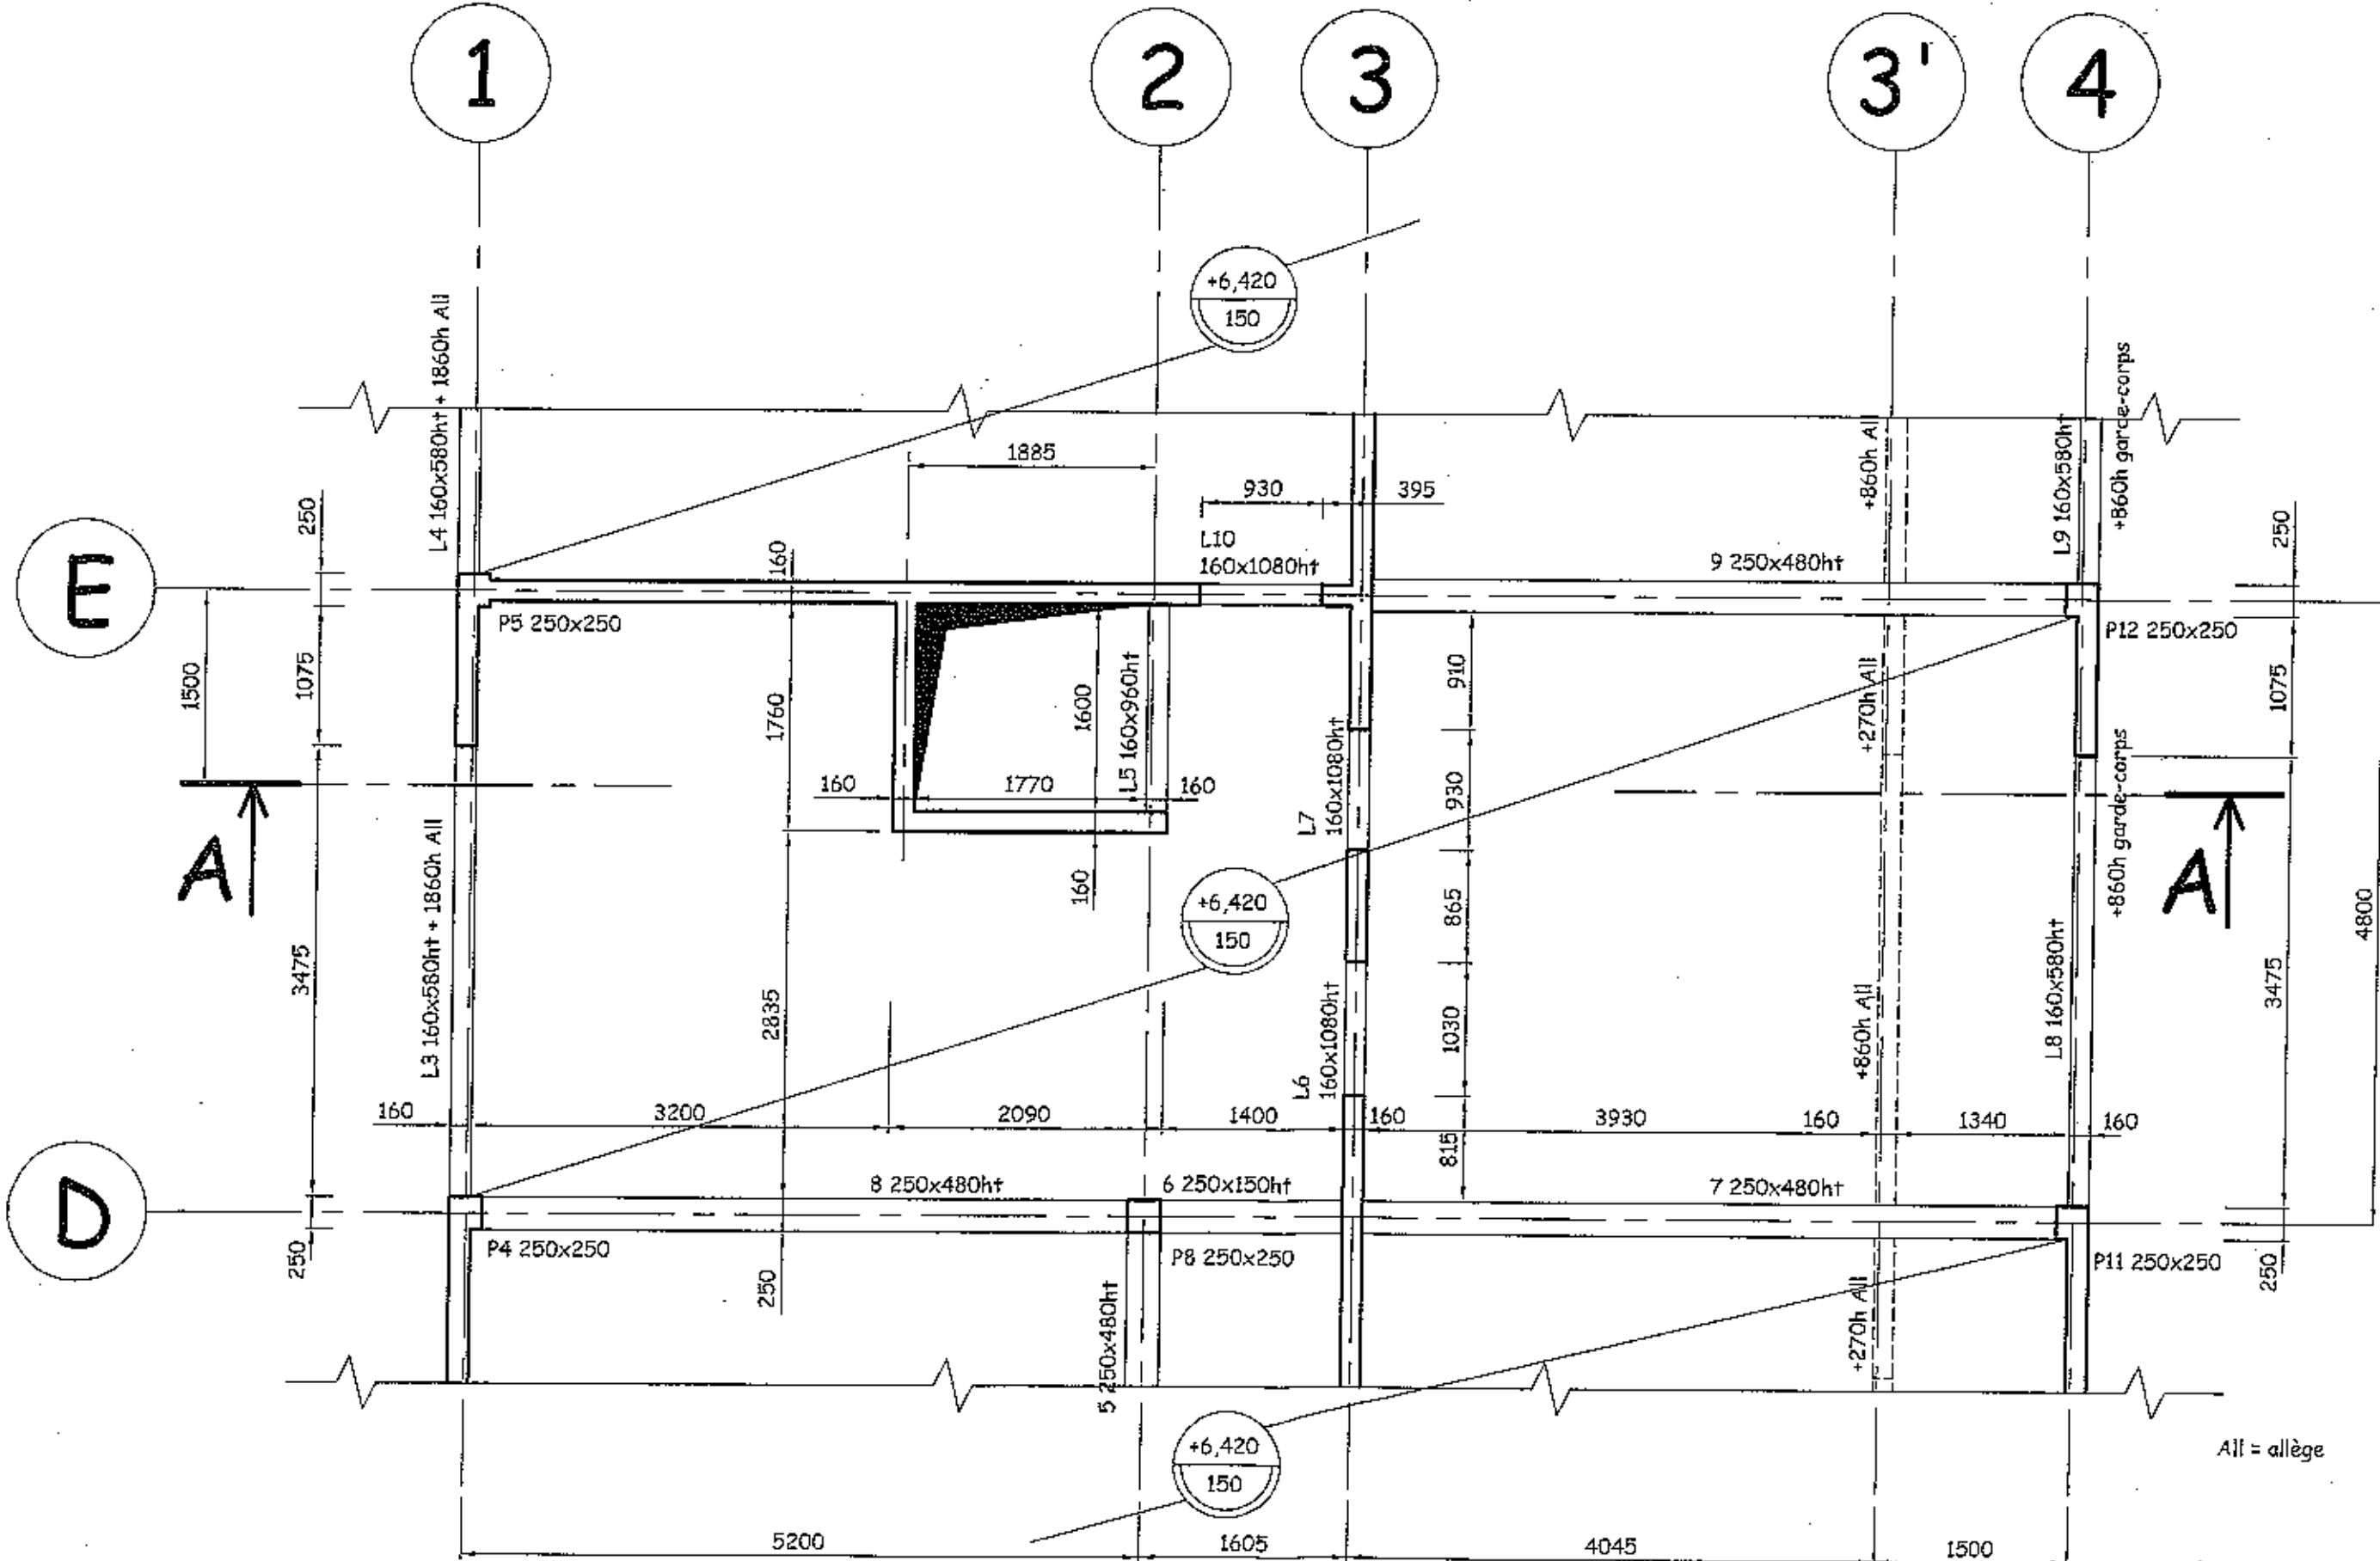 1
2
3
3'
4
+6,420
150
L4 160x580ht + 1860h All
+860h All
L9 160x580ht
+860h garde-corps
1885
930
395
250
1075
1500
E
160
L10
160x1080ht
9 250x480ht
250
P5 250x250
P12 250x250
1760
1600
L5 160x960ht
910
+270h All
1075
160
1770
160
930
L7
160x1080ht
A
A
160
+6,420
150
865
+860h garde-corps
4800
L3 160x580ht + 1860h All
3475
2835
1030
L6
160x1080ht
+860h All
L8 160x580ht
3475
160
3200
2090
1400
160
3930
160
1340
160
815
D
8 250x480ht
6 250x150ht
7 250x480ht
250
P4 250x250
P8 250x250
P11 250x250
250
250
5 250x480ht
+270h All
+6,420
150
All = allège
5200
1605
4045
1500